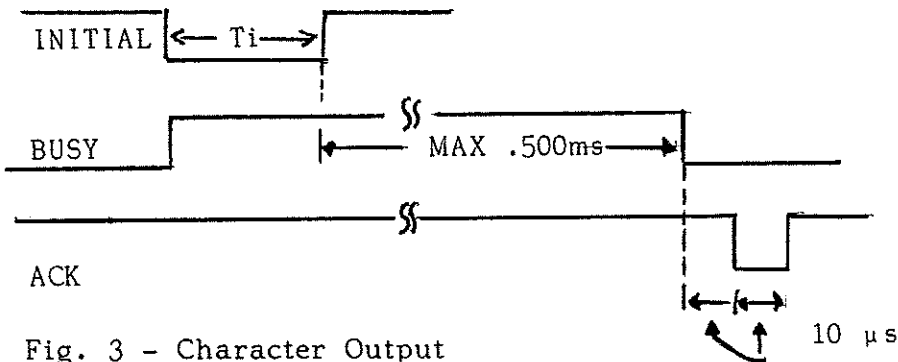 INITIAL
Ti
BUSY
MAX .500ms
ACK
10 μs
Fig. 3 - Character Output